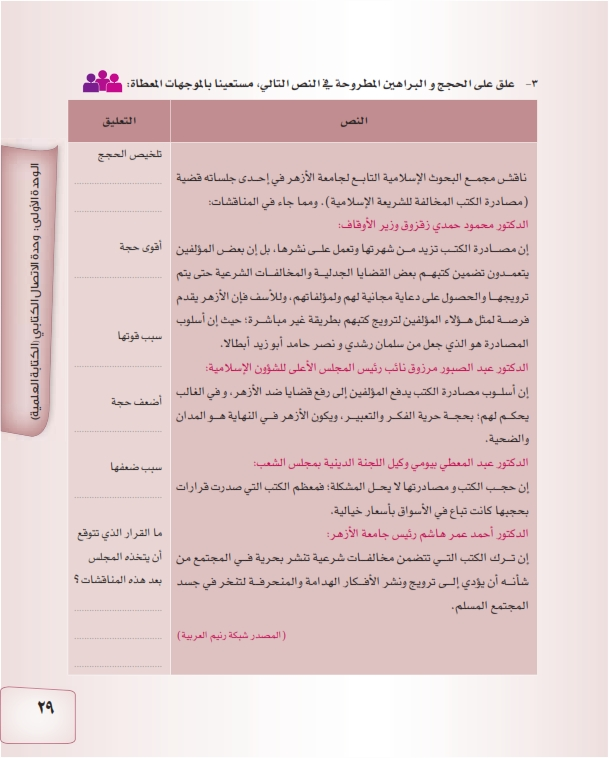 ٣- علق على الحجج و البراهين المطروحة في النص التالي، مستعينا بالموجهات المعطاة:
النص
ناقش مجمع البحوث الإسلامية التابع لجامعة الأزهر في إحدى جلساته قضية
(مصادرة الكتب المخالفة للشريعة الإسلامية)، ومما جاء في المناقشات:
الدكتور محمود حمدي زقزوق وزير الأوقاف:
إن مصادرة الكتب تزيد من شهرتها وتعمل على نشرها، بل إن بعض المؤلفين
يتعمدون تضمين كتبهم بعض القضايا الجدلية والمخالفات الشرعية حتى يتم
ترويجها والحصول على دعاية مجانية لهم ولمؤلفاتهم، وللأسف فإن الأزهر يقدم
فرصة لمثل هؤلاء المؤلفين لترويج كتبهم بطريقة غير مباشرة؛ حيث إن أسلوب
المصادرة هو الذي جعل من سلمان رشدي و نصر حامد أبو زيد أبطالا.
الدكتور عبد الصبور مرزوق نائب رئيس المجلس الأعلى للشؤون الإسلامية:
إن أسلوب مصادرة الكتب يدفع المؤلفين إلى رفع قضايا ضد الأزهر، و في الغالب
يحكم لهم؛ بحجة حرية الفكر والتعبير، ويكون الأزهر في النهاية هو المدان
والضحية.
الدكتور عبد المعطي بيومي وكيل اللجنة الدينية بمجلس الشعب:
إن حجب الكتب و مصادرتها لا يحل المشكلة؛ فمعظم الكتب التي صدرت قرارات
بحجبها كانت تباع في الأسواق بأسعار خيالية.
الدكتور أحمد عمر هاشم رئيس جامعة الأزهر:
إن ترك الكتب التي تتضمن مخالفات شرعية تنشر بحرية في المجتمع من
شأنه أن يؤدي إلى ترويج ونشر الأفكار الهدامة والمنحرفة لتنخر في جسد
المجتمع المسلم.
(المصدر شبكة رنيم العربية)
التعليق
تلخيص الحجج
أقوى حجة
سبب قوتها
أضعف حجة
سبب ضعفها
ما القرار الذي تتوقع
أن يتخذه المجلس
بعد هذه المناقشات؟
الوحدة الأولى: وحدة الاتصال الكتابي (الكتابة العلمية)
٢٩